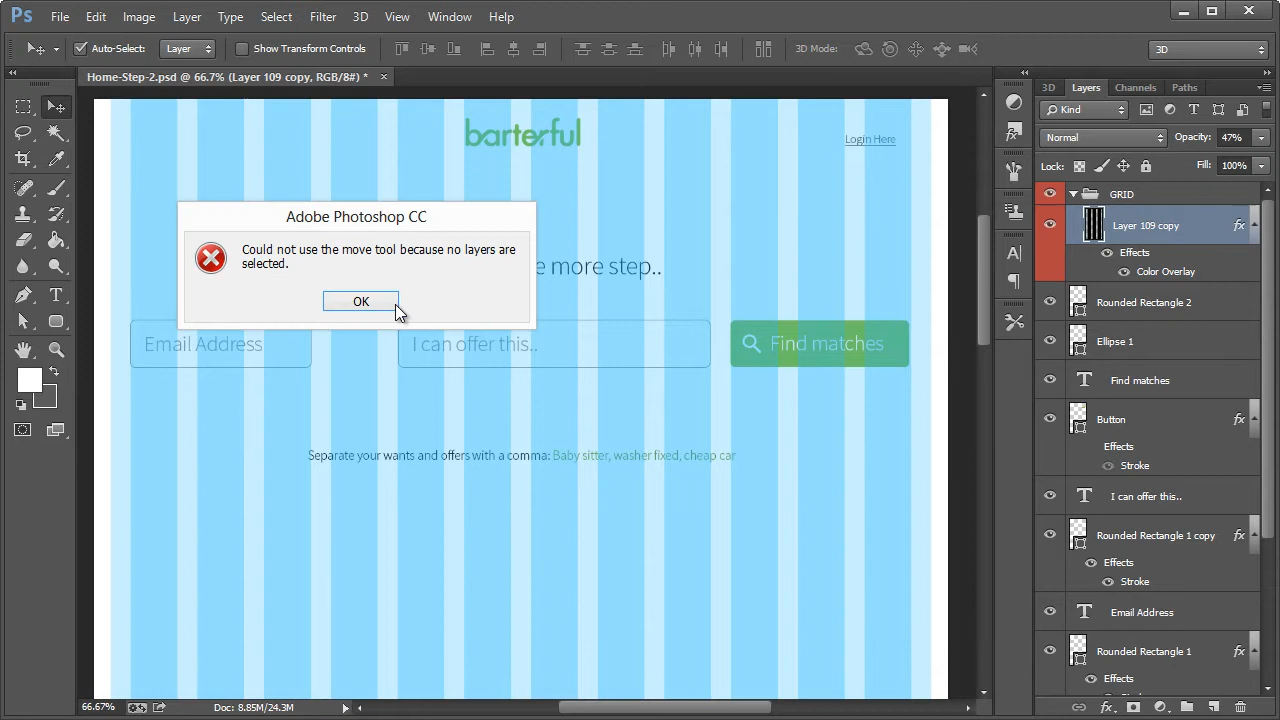 Ps File Edit Image Layer Type Select Filter 3D View Window Help
Auto-Select: Layer Show Transform Controls 3D Mode: 3D
Home-Step-2.psd @ 66.7% (Layer 109 copy, RGB/8#) *
barterful
Login Here
Adobe Photoshop CC
Could not use the move tool because no layers are
selected.
OK
e more step..
Email Address
I can offer this..
Find matches
Separate your wants and offers with a comma: Baby sitter, washer fixed, cheap car
66.67% Doc: 8.85M/24.3M
3D Layers Channels Paths
Kind
Normal Opacity: 47%
Lock: Fill: 100%
GRID
Layer 109 copy fx
Effects
Color Overlay
Rounded Rectangle 2
Ellipse 1
T Find matches
Button fx
Effects
Stroke
T I can offer this..
Rounded Rectangle 1 copy fx
Effects
Stroke
T Email Address
Rounded Rectangle 1 fx
Effects